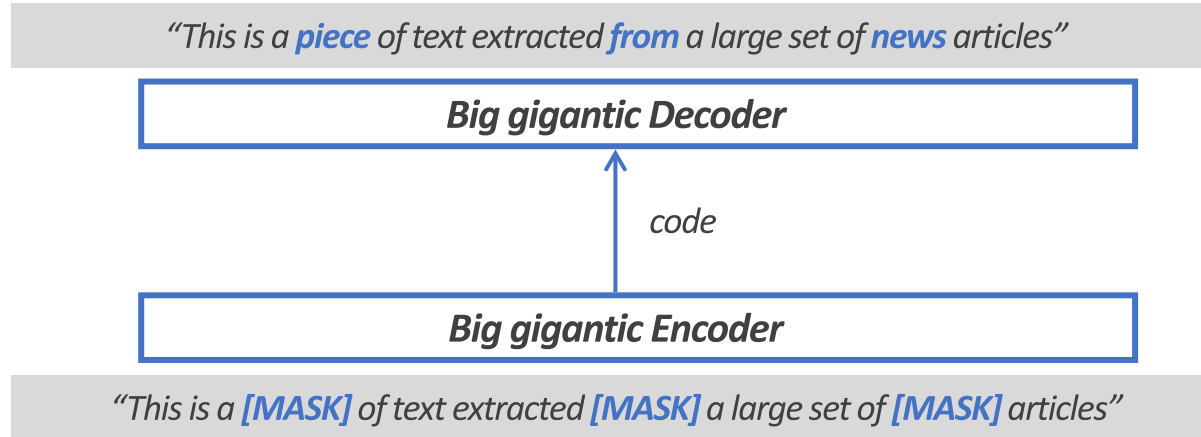 “This is a piece of text extracted from a large set of news articles”
Big gigantic Decoder
code
Big gigantic Encoder
“This is a [MASK] of text extracted [MASK] a large set of [MASK] articles”